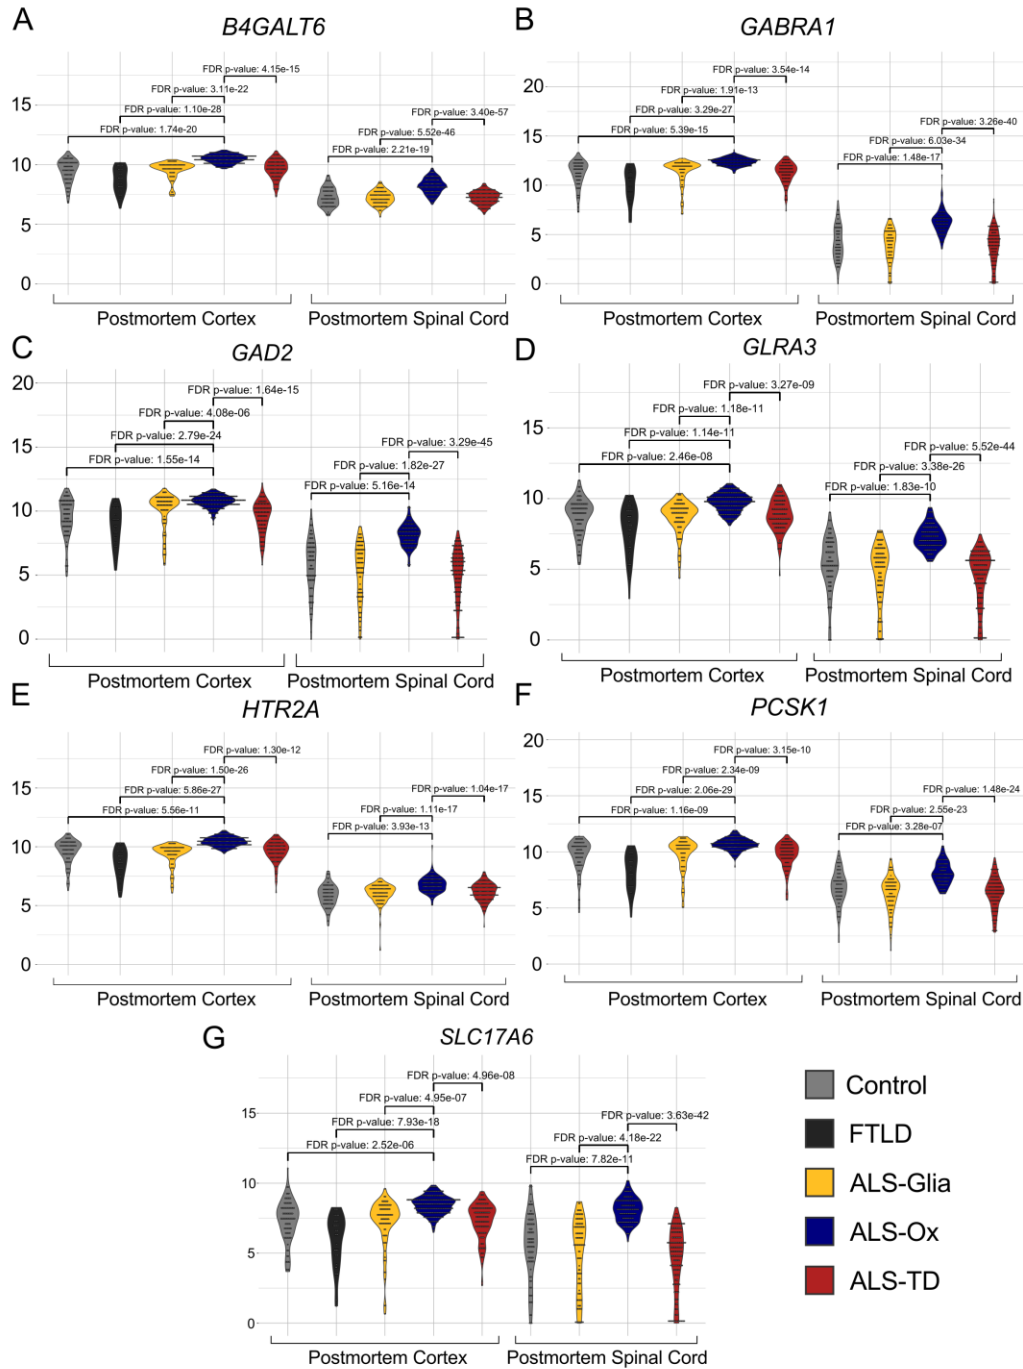 A
B4GALT6
FDR p-value: 4.15e-15
FDR p-value: 3.11e-22
FDR p-value: 1.10e-28
FDR p-value: 1.74e-20
FDR p-value: 3.40e-57
FDR p-value: 5.52e-46
FDR p-value: 2.21e-19
15
10
5
0
Postmortem Cortex
Postmortem Spinal Cord
B
GABRA1
FDR p-value: 3.54e-14
FDR p-value: 1.91e-13
FDR p-value: 3.29e-27
FDR p-value: 5.39e-15
FDR p-value: 3.26e-40
FDR p-value: 6.03e-34
FDR p-value: 1.48e-17
20
15
10
5
0
Postmortem Cortex
Postmortem Spinal Cord
C
GAD2
FDR p-value: 1.64e-15
FDR p-value: 4.08e-06
FDR p-value: 2.79e-24
FDR p-value: 1.55e-14
FDR p-value: 3.29e-45
FDR p-value: 1.82e-27
FDR p-value: 5.16e-14
20
15
10
5
0
Postmortem Cortex
Postmortem Spinal Cord
D
GLRA3
FDR p-value: 3.27e-09
FDR p-value: 1.18e-11
FDR p-value: 1.14e-11
FDR p-value: 2.46e-08
FDR p-value: 5.52e-44
FDR p-value: 3.38e-26
FDR p-value: 1.83e-10
15
10
5
0
Postmortem Cortex
Postmortem Spinal Cord
E
HTR2A
FDR p-value: 1.30e-12
FDR p-value: 1.50e-26
FDR p-value: 5.86e-27
FDR p-value: 5.56e-11
FDR p-value: 1.04e-17
FDR p-value: 1.11e-17
FDR p-value: 3.93e-13
15
10
5
0
Postmortem Cortex
Postmortem Spinal Cord
F
PCSK1
FDR p-value: 3.15e-10
FDR p-value: 2.34e-09
FDR p-value: 2.06e-29
FDR p-value: 1.16e-09
FDR p-value: 1.48e-24
FDR p-value: 2.55e-23
FDR p-value: 3.28e-07
20
15
10
5
0
Postmortem Cortex
Postmortem Spinal Cord
G
SLC17A6
FDR p-value: 4.96e-08
FDR p-value: 4.95e-07
FDR p-value: 7.93e-18
FDR p-value: 2.52e-06
FDR p-value: 3.63e-42
FDR p-value: 4.18e-22
FDR p-value: 7.82e-11
15
10
5
0
Postmortem Cortex
Postmortem Spinal Cord
Control
FTLD
ALS-Glia
ALS-Ox
ALS-TD